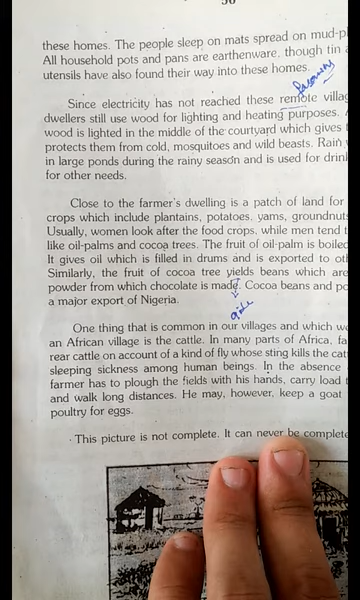 these homes. The people sleep on mats spread on mud-p
All household pots and pans are earthenware, though tin a
utensils have also found their way into these homes.
Since electricity has not reached these remote villag
dwellers still use wood for lighting and heating purposes.
wood is lighted in the middle of the courtyard which gives
protects them from cold, mosquitoes and wild beasts. Rain
in large ponds during the rainy season and is used for drin
for other needs.
Close to the farmer's dwelling is a patch of land for
crops which include plantains, potatoes, yams, groundnuts
Usually, women look after the food crops, while men tend t
like oil-palms and cocoa trees. The fruit of oil-palm is boiled
It gives oil which is filled in drums and is exported to oth
Similarly, the fruit of cocoa tree yields beans which are
powder from which chocolate is made. Cocoa beans and po
a major export of Nigeria.
One thing that is common in our villages and which we
an African village is the cattle. In many parts of Africa, fa
rear cattle on account of a kind of fly whose sting kills the catt
sleeping sickness among human beings. In the absence
farmer has to plough the fields with his hands, carry load
and walk long distances. He may, however, keep a goat
poultry for eggs.
This picture is not complete. It can never be complete